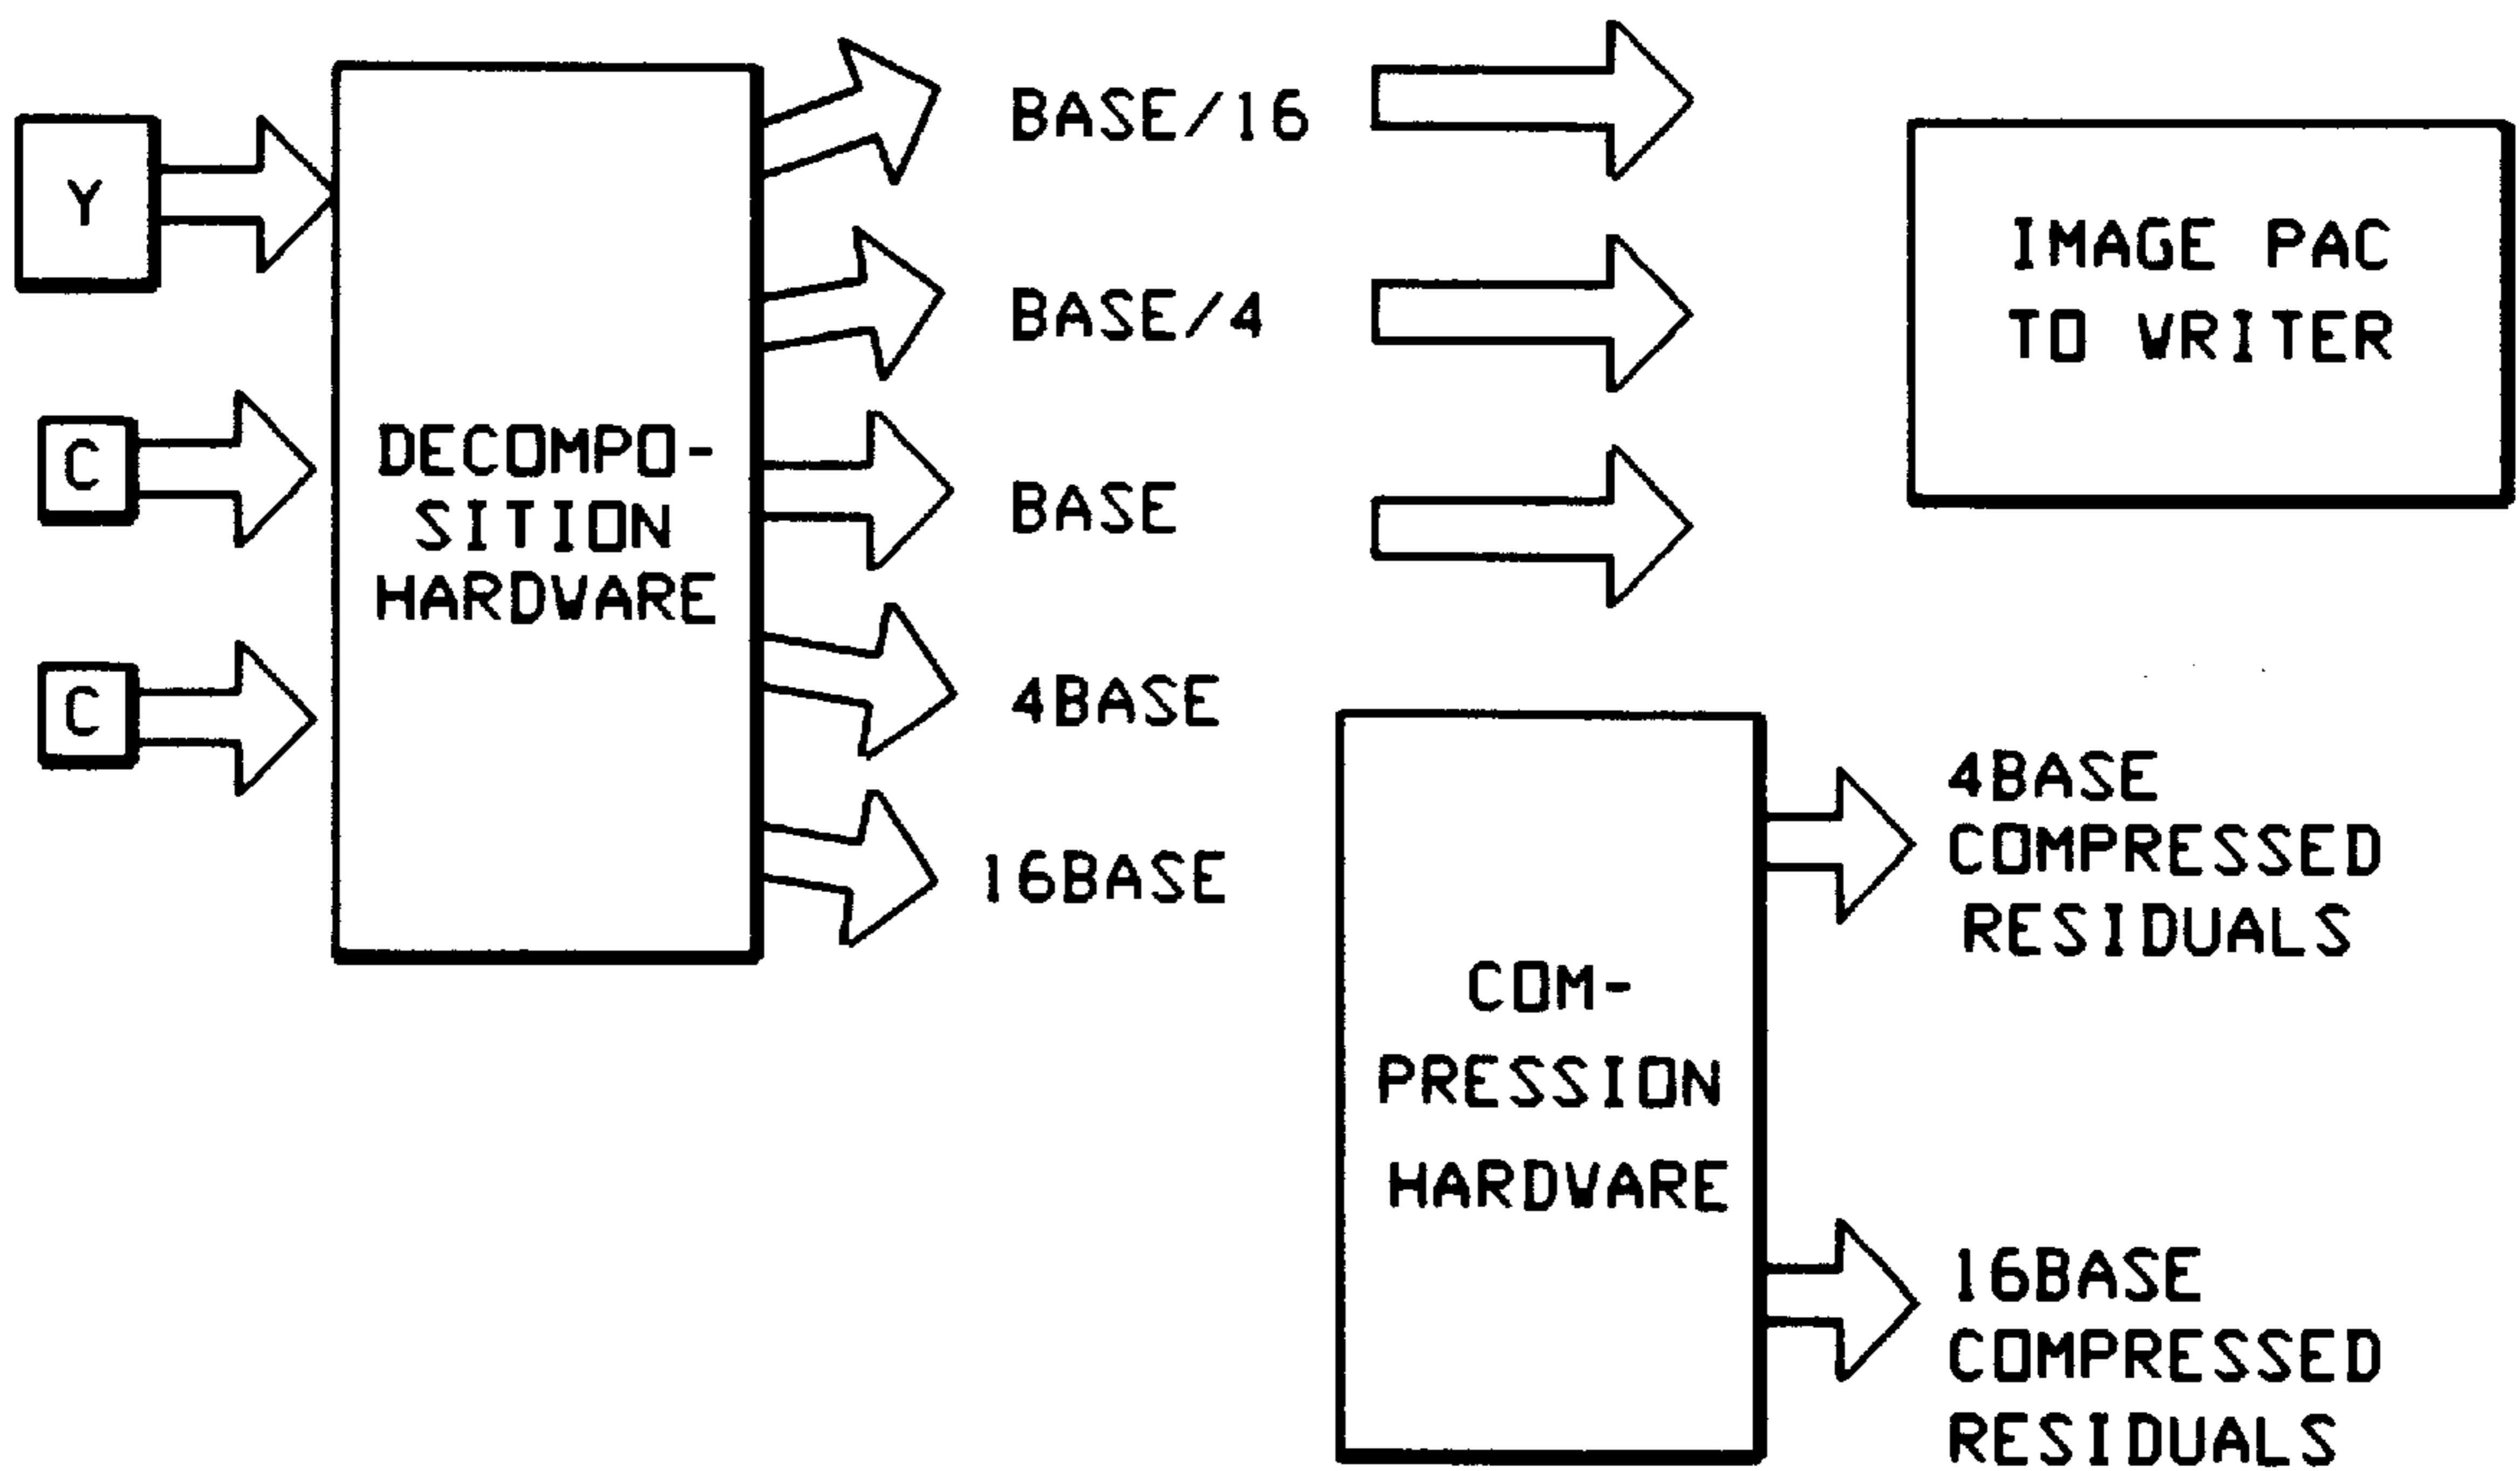 Y
C
C
DECOMPO-
SITION
HARDWARE
BASE/16
BASE/4
BASE
4BASE
16BASE
IMAGE PAC
TO WRITER
COM-
PRESSION
HARDWARE
4BASE
COMPRESSED
RESIDUALS
16BASE
COMPRESSED
RESIDUALS